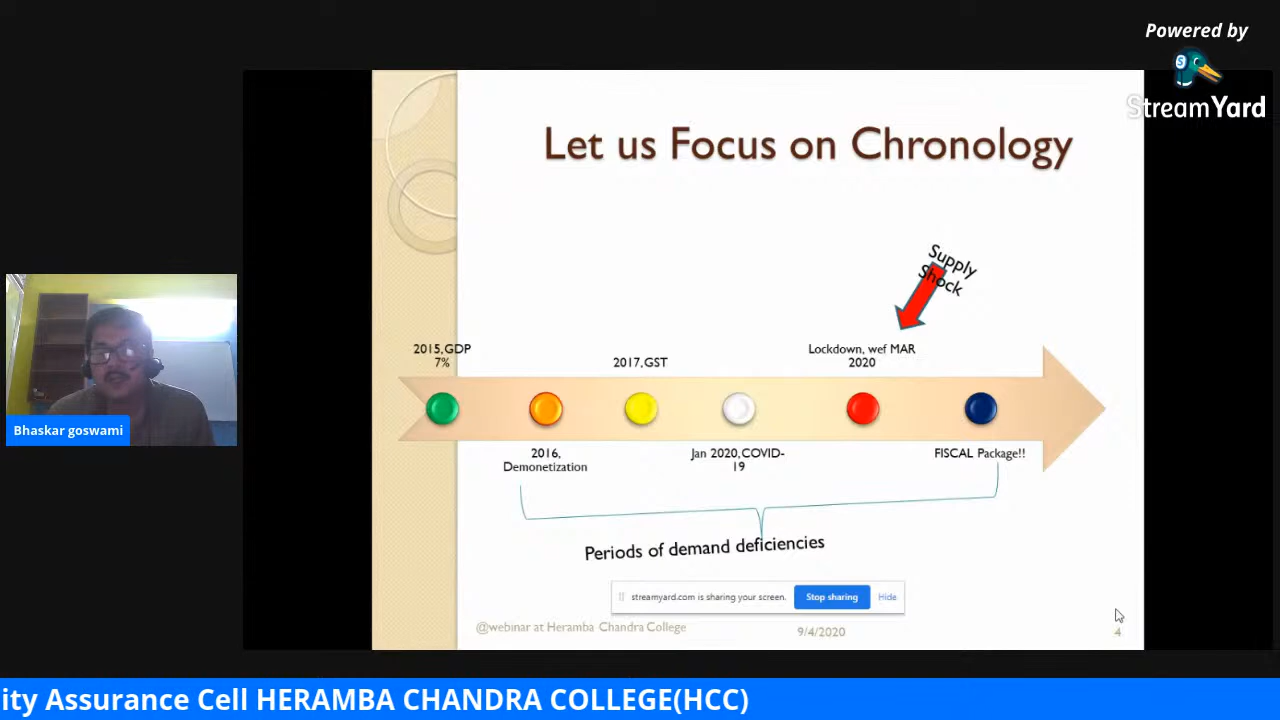 Powered by
StreamYard
Let us Focus on Chronology
Supply
Shock
2015,GDP
7%
2017,GST
Lockdown, wef MAR
2020
2016,
Demonetization
Jan 2020,COVID-
19
FISCAL Package!!
Periods of demand deficiencies
streamyard.com is sharing your screen.
Stop sharing
Hide
@webinar at Heramba Chandra College
9/4/2020
4
Bhaskar goswami
ity Assurance Cell HERAMBA CHANDRA COLLEGE(HCC)